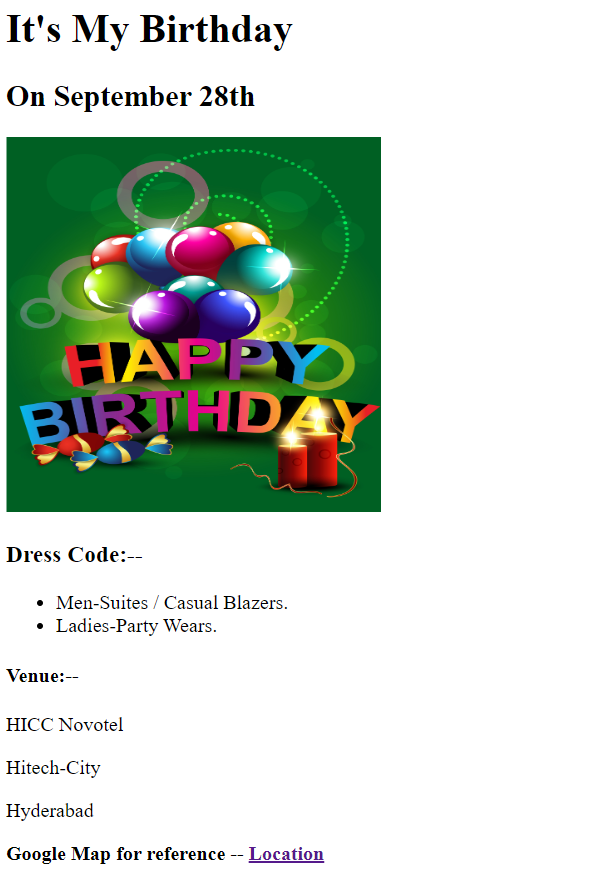 It's My Birthday
On September 28th
HAPPY
BIRTHDAY
Dress Code:--
Men-Suites / Casual Blazers.
Ladies-Party Wears.
Venue:--
HICC Novotel
Hitech-City
Hyderabad
Google Map for reference -- Location